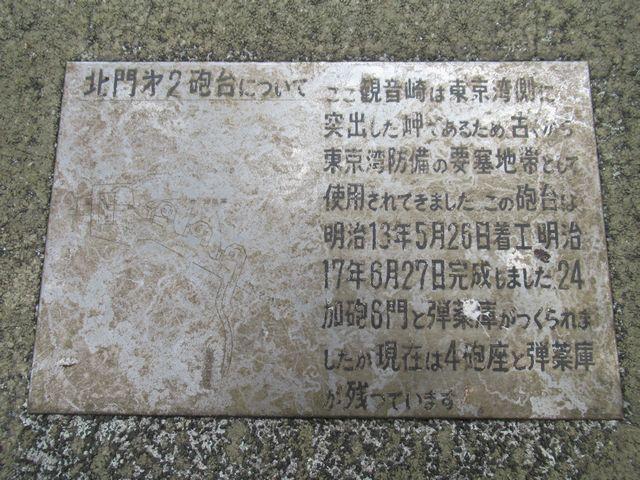 北門第2砲台について
ここ観音崎は東京湾側に
突出した岬であるため古くから
東京湾防備の要塞地帯として
使用されてきました この砲台は
明治13年5月26日着工 明治
17年6月27日完成しました。24
加砲6門と弾薬庫がつくられま
したが現在は4砲座と弾薬庫
が残っています